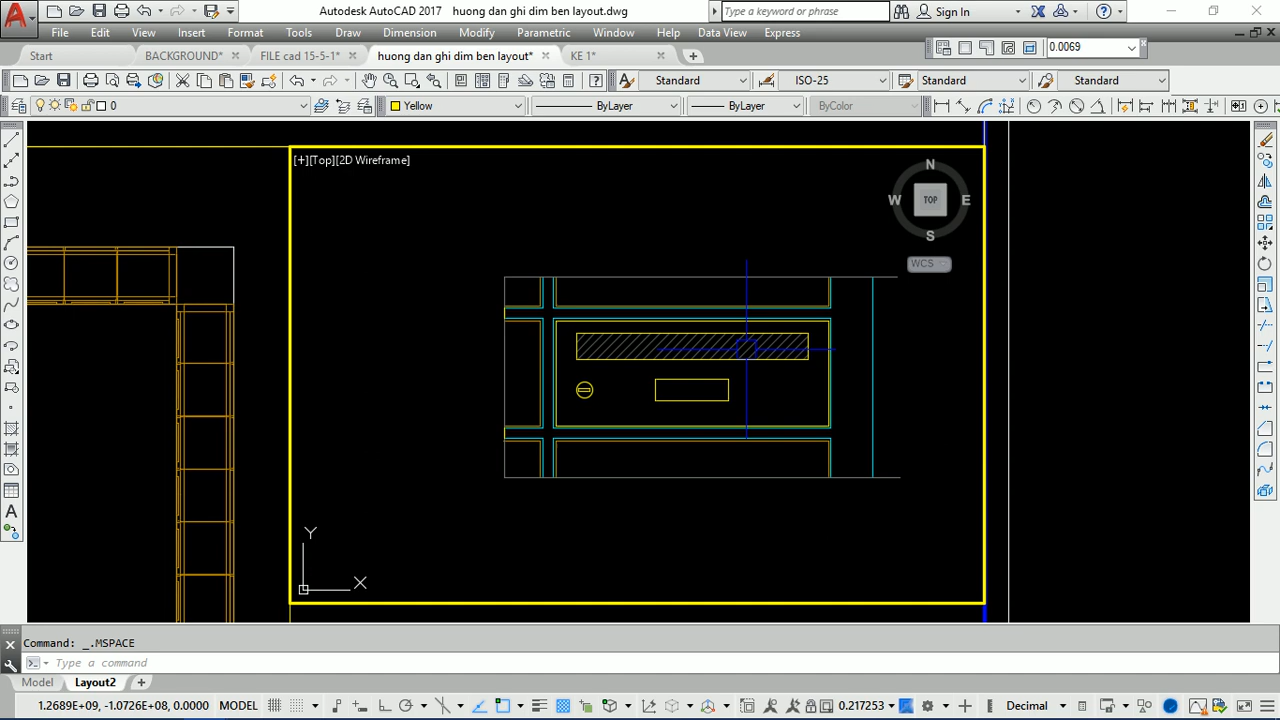 Autodesk AutoCAD 2017 huong dan ghi dim ben layout.dwg
Type a keyword or phrase
Sign In
File Edit View Insert Format Tools Draw Dimension Modify Parametric Window Help Data View Express
Start BACKGROUND* FILE cad 15-5-1* huong dan ghi dim ben layout* KE 1*
0.0069
Standard ISO-25 Standard Standard
0 Yellow ByLayer ByLayer ByColor
[+][Top][2D Wireframe]
N
W TOP E
S
WCS
Y
X
Command: _.MSPACE
Type a command
Model Layout2
1.2689E+09, -1.0726E+08, 0.0000 MODEL 0.217253 Decimal